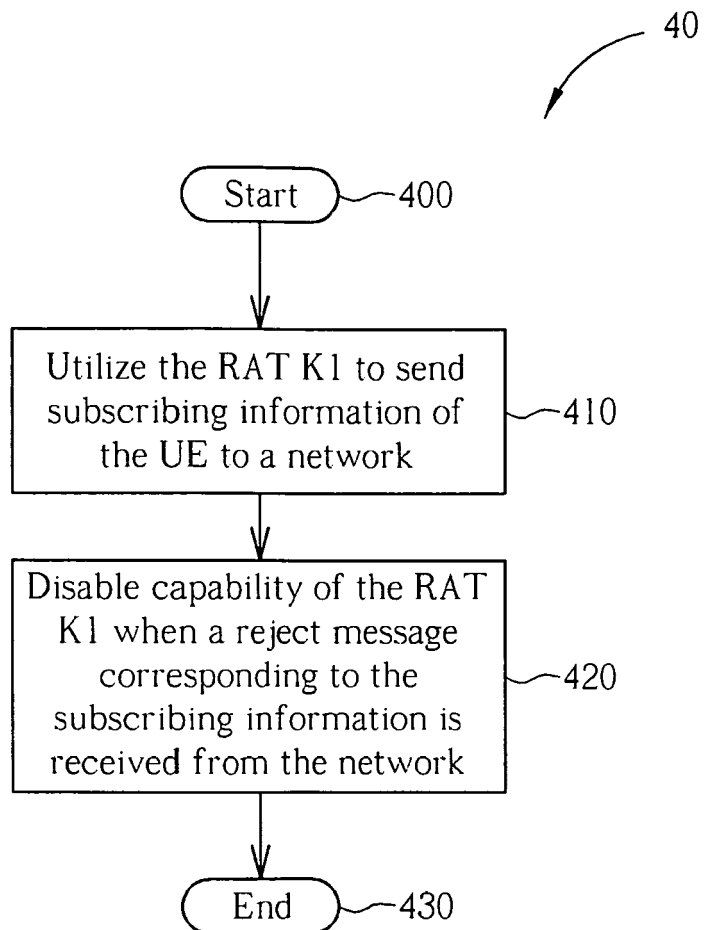 40
Start
400
Utilize the RAT K1 to send
subscribing information of
the UE to a network
410
Disable capability of the RAT
K1 when a reject message
corresponding to the
subscribing information is
received from the network
420
End
430